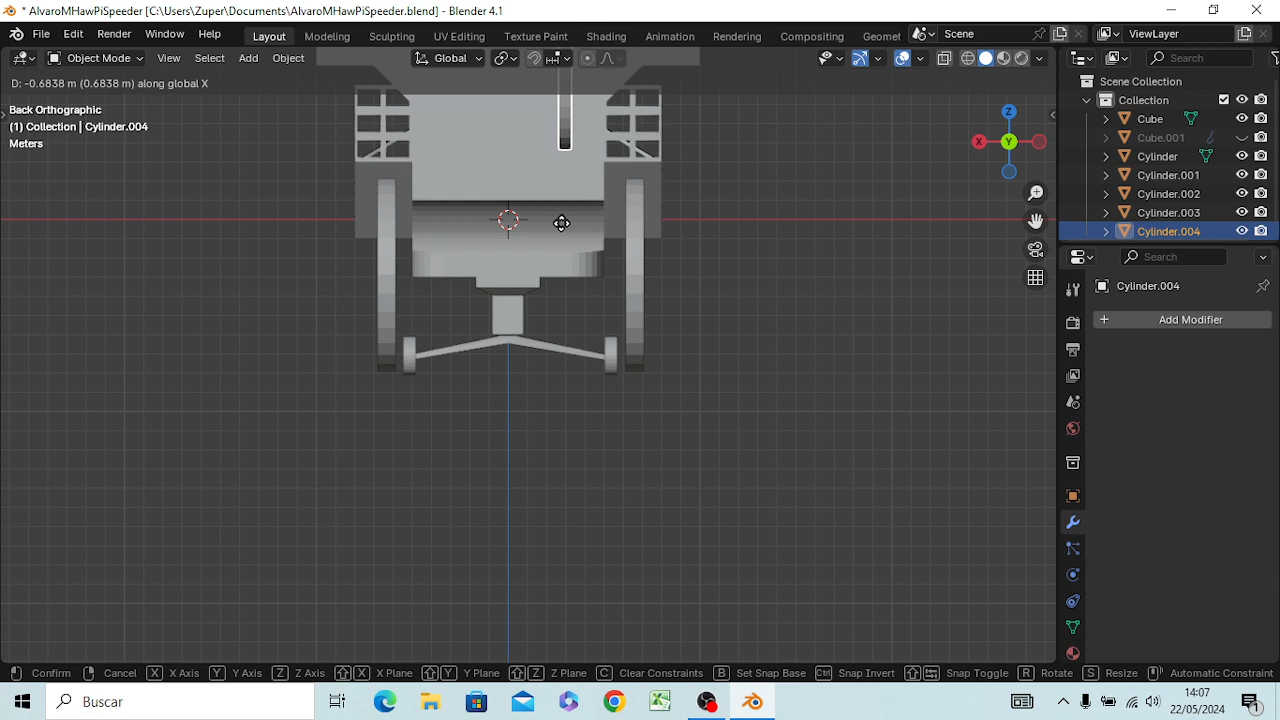 * AlvaroMHawPiSpeeder [C:\Users\Zuper\Documents\AlvaroMHawPiSpeeder.blend] - Blender 4.1
File Edit Render Window Help Layout Modeling Sculpting UV Editing Texture Paint Shading Animation Rendering Compositing Geomet Scene ViewLayer
Object Mode View Select Add Object Global Search
D: -0.6838 m (0.6838 m) along global X
Back Orthographic
(1) Collection | Cylinder.004
Meters
Z
X
Y
Scene Collection
Collection
Cube
Cube.001
Cylinder
Cylinder.001
Cylinder.002
Cylinder.003
Cylinder.004
Search
Cylinder.004
Add Modifier
Confirm Cancel X X Axis Y Y Axis Z Z Axis X X Plane Y Y Plane Z Z Plane C Clear Constraints B Set Snap Base Ctrl Snap Invert Snap Toggle R Rotate S Resize Automatic Constraint
Buscar
14:07
22/05/2024
1